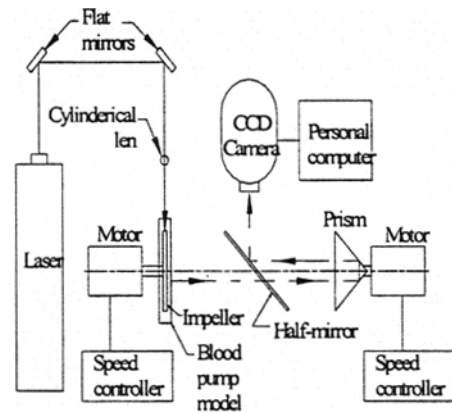 Flat
mirrors
Cylinderical
len
CCD
Camera
Personal
computer
Laser
Motor
Prism
Motor
Impeller
Half-mirror
Blood
pump
model
Speed
controller
Speed
controller